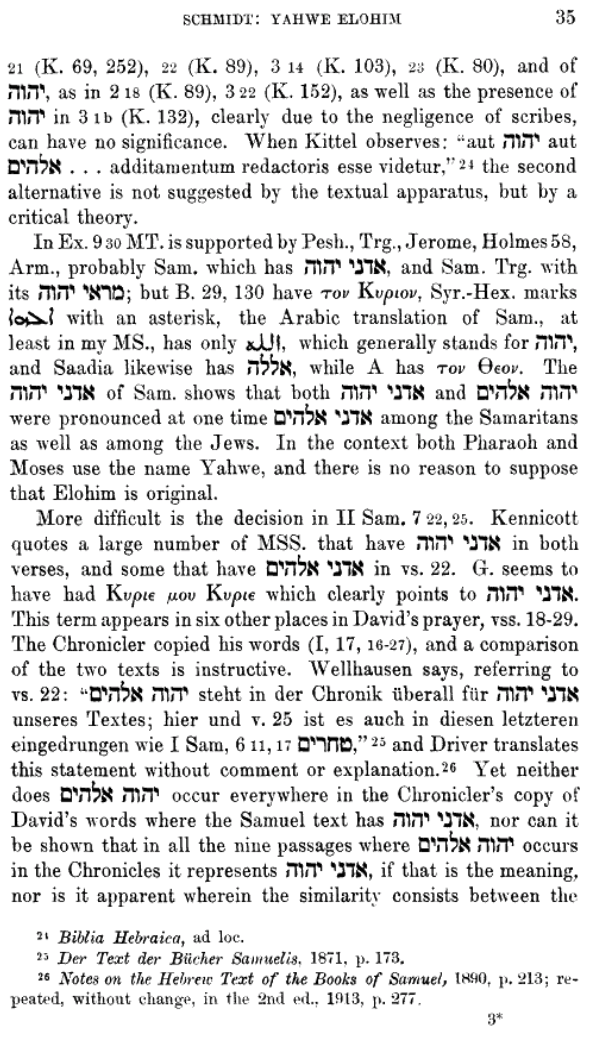 SCHMIDT: YAHWE ELOHIM 35
21 (K. 69, 252), 22 (K. 89), 3 14 (K. 103), 23 (K. 80), and of
יהוה, as in 2 18 (K. 89), 3 22 (K. 152), as well as the presence of
יהוה in 3 1b (K. 132), clearly due to the negligence of scribes,
can have no significance. When Kittel observes: “aut יהוה aut
אלהים . . . additamentum redactoris esse videtur,” 24 the second
alternative is not suggested by the textual apparatus, but by a
critical theory.
In Ex. 9 30 MT. is supported by Pesh., Trg., Jerome, Holmes 58,
Arm., probably Sam. which has אדני יהוה, and Sam. Trg. with
its מראי יהוה; but B. 29, 130 have τον Κυριον, Syr.-Hex. marks
ܐܠܗܐ with an asterisk, the Arabic translation of Sam., at
least in my MS., has only الله, which generally stands for יהוה,
and Saadia likewise has אללה, while A has τον Θεον. The
אדני יהוה of Sam. shows that both אדני יהוה and יהוה אלהים
were pronounced at one time אדני אלהים among the Samaritans
as well as among the Jews. In the context both Pharaoh and
Moses use the name Yahwe, and there is no reason to suppose
that Elohim is original.
More difficult is the decision in II Sam. 7 22, 25. Kennicott
quotes a large number of MSS. that have אדני יהוה in both
verses, and some that have אדני אלהים in vs. 22. G. seems to
have had Κυριε μου Κυριε which clearly points to אדני יהוה.
This term appears in six other places in David’s prayer, vss. 18-29.
The Chronicler copied his words (I, 17, 16-27), and a comparison
of the two texts is instructive. Wellhausen says, referring to
vs. 22: “יהוה אלהים steht in der Chronik überall für אדני יהוה
unseres Textes; hier und v. 25 ist es auch in diesen letzteren
eingedrungen wie I Sam, 6 11, 17 טחרים,” 25 and Driver translates
this statement without comment or explanation.26 Yet neither
does יהוה אלהים occur everywhere in the Chronicler’s copy of
David’s words where the Samuel text has אדני יהוה, nor can it
be shown that in all the nine passages where יהוה אלהים occurs
in the Chronicles it represents אדני יהוה, if that is the meaning,
nor is it apparent wherein the similarity consists between the
24 Biblia Hebraica, ad loc.
25 Der Text der Bücher Samuelis, 1871, p. 173.
26 Notes on the Hebrew Text of the Books of Samuel, 1890, p. 213; re-
peated, without change, in the 2nd ed., 1913, p. 277.
3*